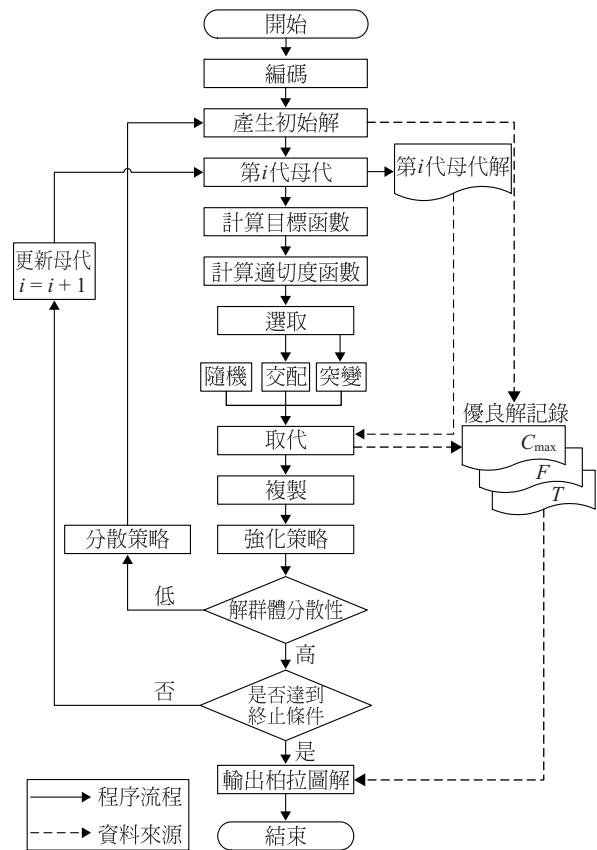 開始
編碼
產生初始解
第i代母代
第i代母代解
計算目標函數
更新母代
i = i + 1
計算適切度函數
選取
隨機
交配
突變
優良解記錄
取代
Cmax
F
T
複製
分散策略
強化策略
低
解群體分散性
高
否
是否達到
終止條件
是
輸出柏拉圖解
程序流程
資料來源
結束